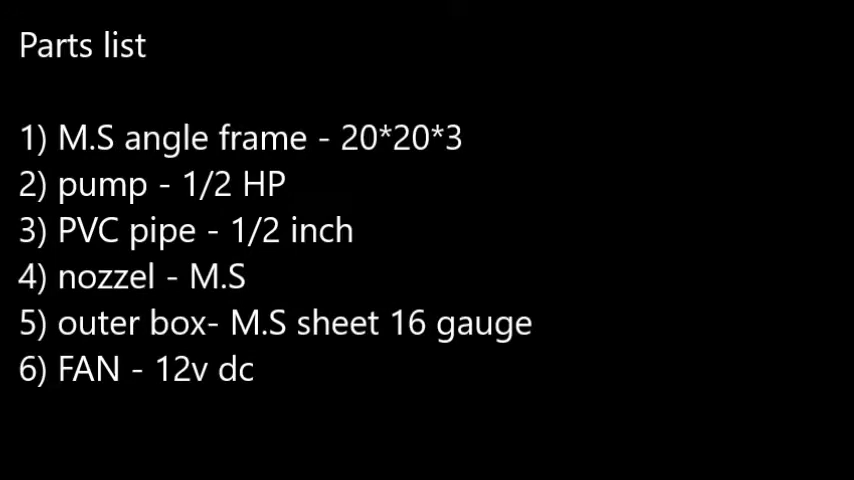 Parts list
1) M.S angle frame - 20*20*3
2) pump - 1/2 HP
3) PVC pipe - 1/2 inch
4) nozzel - M.S
5) outer box- M.S sheet 16 gauge
6) FAN - 12v dc